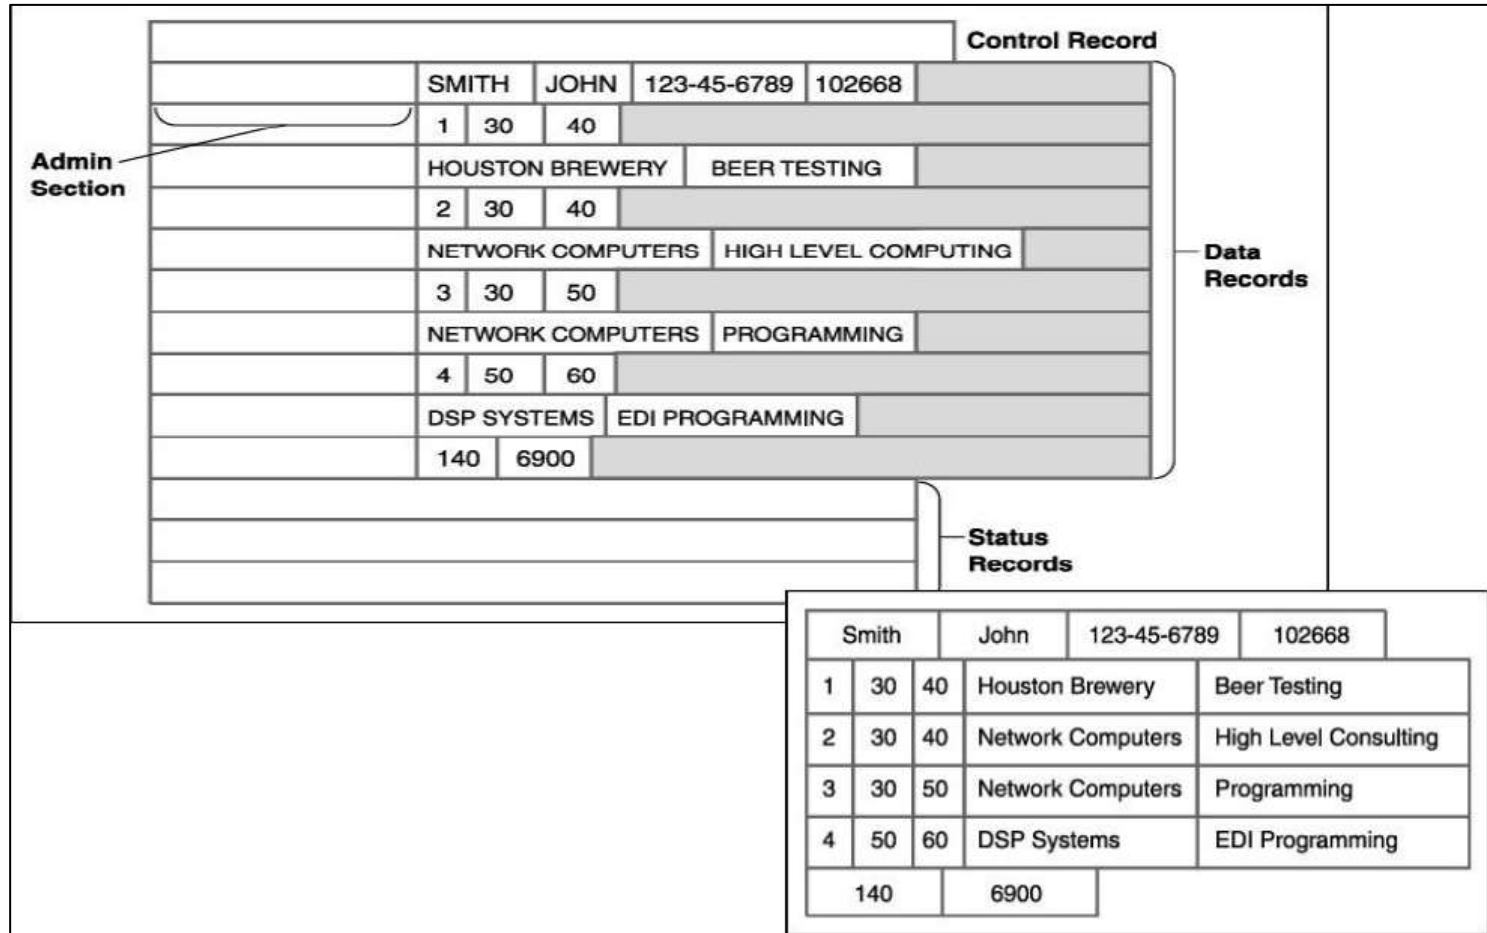 Control Record
SMITH JOHN 123-45-6789 102668
1 30 40
Admin
Section
HOUSTON BREWERY BEER TESTING
2 30 40
NETWORK COMPUTERS HIGH LEVEL COMPUTING
Data
Records
3 30 50
NETWORK COMPUTERS PROGRAMMING
4 50 60
DSP SYSTEMS EDI PROGRAMMING
140 6900
Status
Records
Smith John 123-45-6789 102668
1 30 40 Houston Brewery Beer Testing
2 30 40 Network Computers High Level Consulting
3 30 50 Network Computers Programming
4 50 60 DSP Systems EDI Programming
140 6900